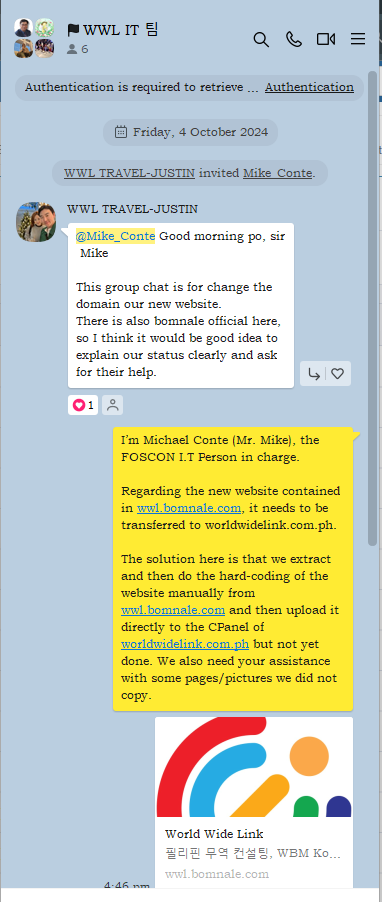 WWL IT 팀
6
Authentication is required to retrieve ... Authentication
Friday, 4 October 2024
WWL TRAVEL-JUSTIN invited Mike_Conte.
WWL TRAVEL-JUSTIN
@Mike_Conte Good morning po, sir
Mike
This group chat is for change the
domain our new website.
There is also bomnale official here,
so I think it would be good idea to
explain our status clearly and ask
for their help.
1
I'm Michael Conte (Mr. Mike), the
FOSCON I.T Person in charge.
Regarding the new website contained
in wwl.bomnale.com, it needs to be
transferred to worldwidelink.com.ph.
The solution here is that we extract
and then do the hard-coding of the
website manually from
wwl.bomnale.com and then upload it
directly to the CPanel of
worldwidelink.com.ph but not yet
done. We also need your assistance
with some pages/pictures we did not
copy.
World Wide Link
필리핀 무역 컨설팅, WBM Ko...
wwl.bomnale.com
4:46 pm